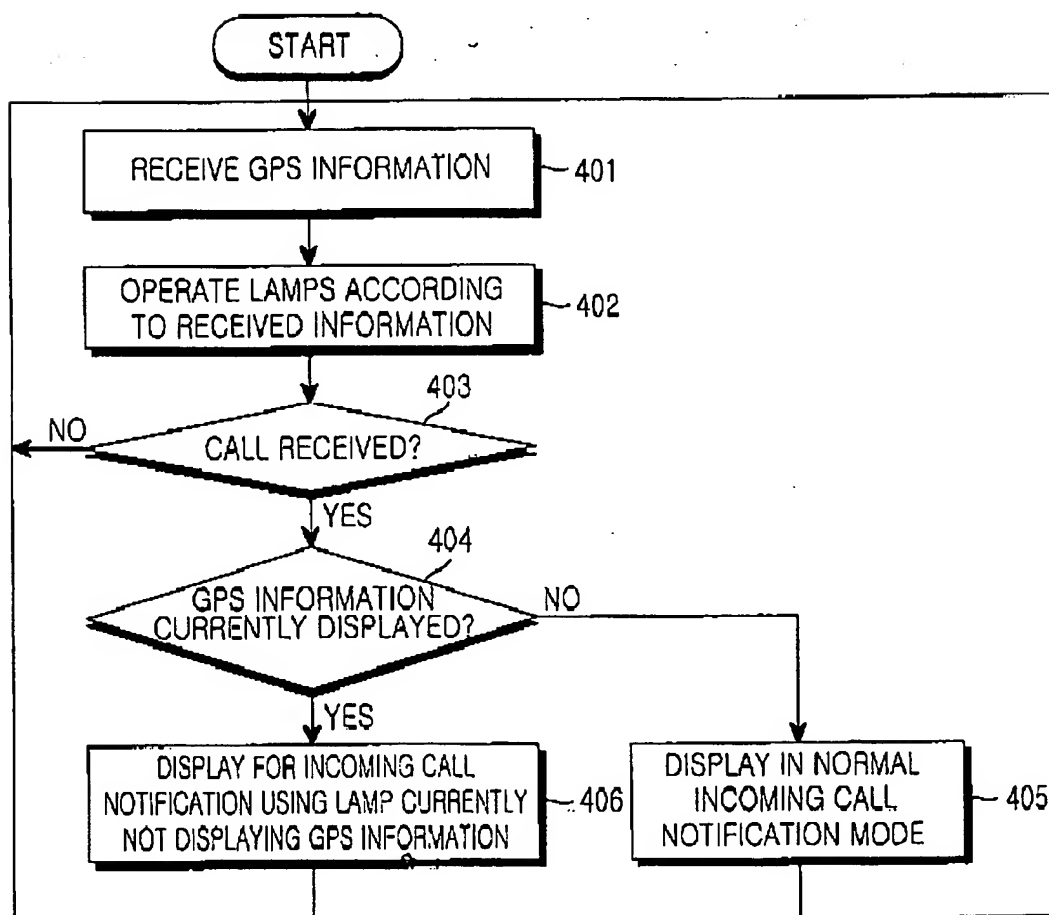 START
RECEIVE GPS INFORMATION
401
OPERATE LAMPS ACCORDING
TO RECEIVED INFORMATION
402
403
NO
CALL RECEIVED?
YES
404
GPS INFORMATION
CURRENTLY DISPLAYED?
NO
YES
DISPLAY FOR INCOMING CALL
NOTIFICATION USING LAMP CURRENTLY
NOT DISPLAYING GPS INFORMATION
406
DISPLAY IN NORMAL
INCOMING CALL
NOTIFICATION MODE
405